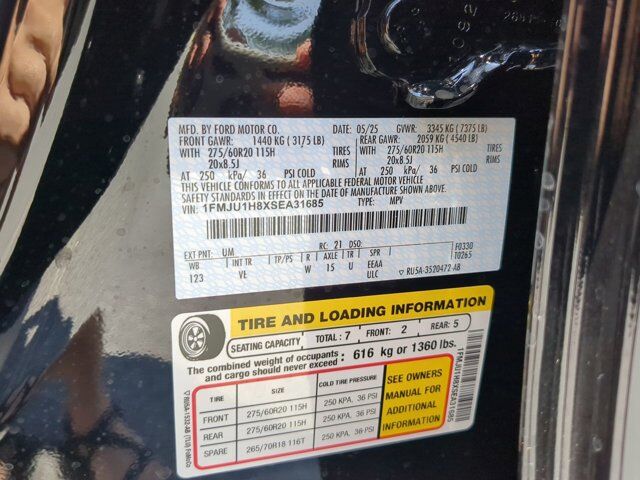 MFD. BY FORD MOTOR CO. 05/25 GVWR: 3345 KG (7375 LB)
FRONT GAWR: 1440 KG (3175 LB) REAR GAWR: 2059 KG (4540 LB)
WITH 275/60R20 115H TIRES WITH 275/60R20 115H TIRES
20x8.5J RIMS 20x8.5J RIMS
AT 250 kPa/ 36 PSI COLD AT 250 kPa/ 36 PSI COLD
THIS VEHICLE CONFORMS TO ALL APPLICABLE FEDERAL MOTOR VEHICLE
SAFETY STANDARDS IN EFFECT ON THE DATE OF MANUFACTURE SHOWN ABOVE.
VIN: 1FMJU1H8XSEA31685 TYPE: MPV
EXT PNT: UM RC: 21 DSO: F0330
WB INT TR TP/PS R AXLE TR SPR T0265
123 VE W 15 U EEAA
ULC ▽ RU5A-3520472 AB
TIRE AND LOADING INFORMATION
SEATING CAPACITY TOTAL: 7 FRONT: 2 REAR: 5
The combined weight of occupants and cargo should never exceed : 616 kg or 1360 lbs.
TIRE SIZE COLD TIRE PRESSURE
FRONT 275/60R20 115H 250 KPA, 36 PSI
REAR 275/60R20 115H 250 KPA, 36 PSI
SPARE 265/70R18 116T 250 KPA, 36 PSI
SEE OWNERS
MANUAL FOR
ADDITIONAL
INFORMATION
1FMJU1H8XSEA31685